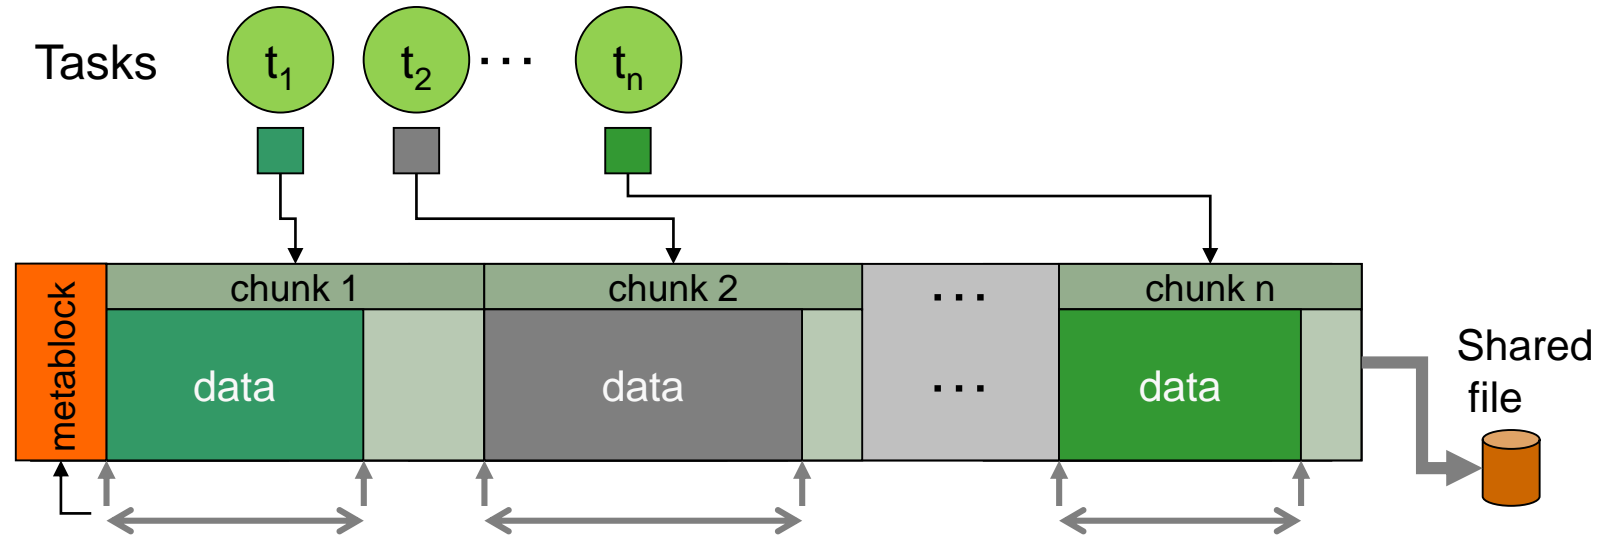 Tasks
t1
t2
...
tn
metablock
chunk 1
chunk 2
...
chunk n
data
data
...
data
Shared
file